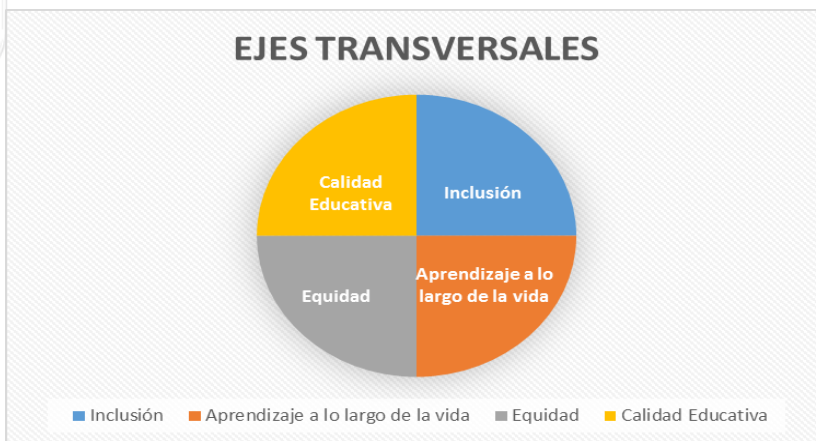 EJES TRANSVERSALES
Calidad
Educativa
Inclusión
Equidad
Aprendizaje a lo
largo de la vida
Inclusión Aprendizaje a lo largo de la vida Equidad Calidad Educativa